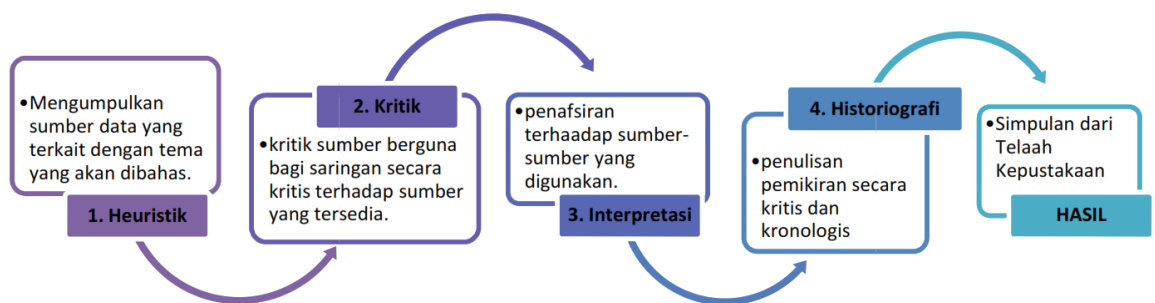 •Mengumpulkan
sumber data yang
terkait dengan tema
yang akan dibahas.
1. Heuristik
2. Kritik
•kritik sumber berguna
bagi saringan secara
kritis terhadap sumber
yang tersedia.
•penafsiran
terhaadap sumber-
sumber yang
digunakan.
3. Interpretasi
4. Historiografi
•penulisan
pemikiran secara
kritis dan
kronologis
•Simpulan dari
Telaah
Kepustakaan
HASIL